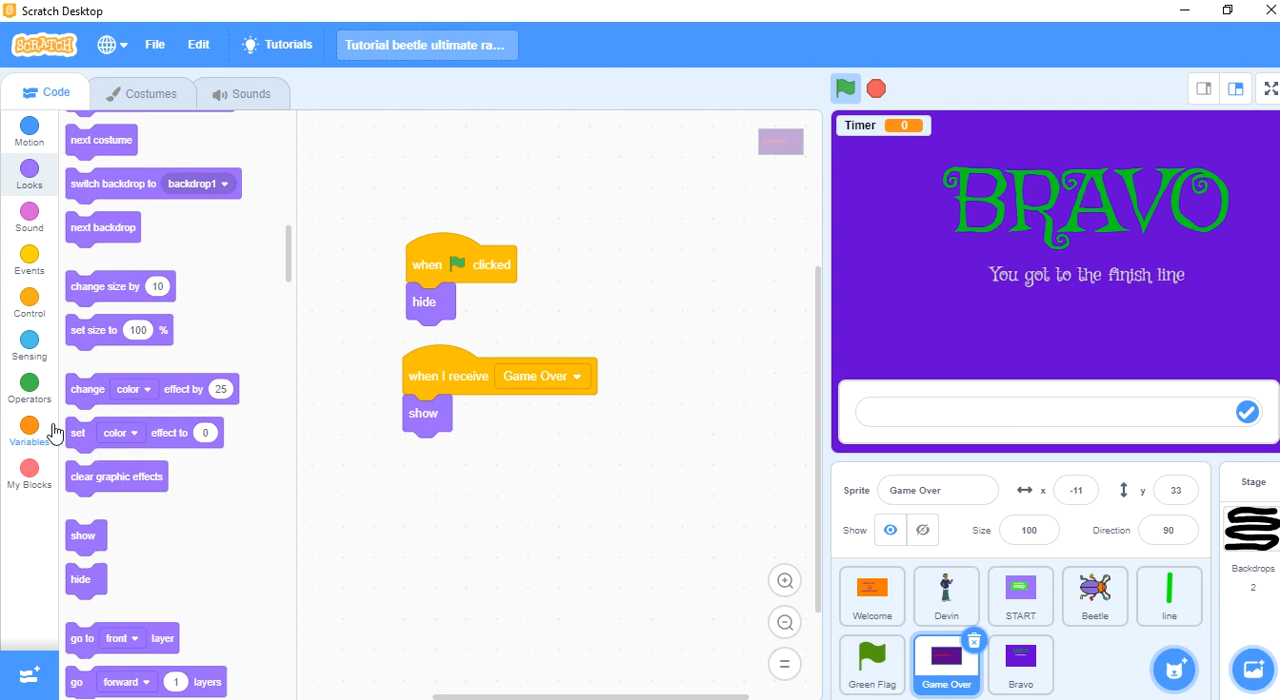 Scratch Desktop
SCRATCH File Edit Tutorials Tutorial beetle ultimate ra...
Code Costumes Sounds
Motion
Looks
Sound
Events
Control
Sensing
Operators
Variables
My Blocks
next costume
switch backdrop to backdrop1
next backdrop
change size by 10
set size to 100 %
change color effect by 25
set color effect to 0
clear graphic effects
show
hide
go to front layer
go forward 1 layers
when clicked
hide
when I receive Game Over
show
Timer 0
BRAVO
You got to the finish line
Sprite Game Over x -11 y 33
Show Size 100 Direction 90
Welcome Devin START Beetle line
Green Flag Game Over Bravo
Stage
Backdrops
2